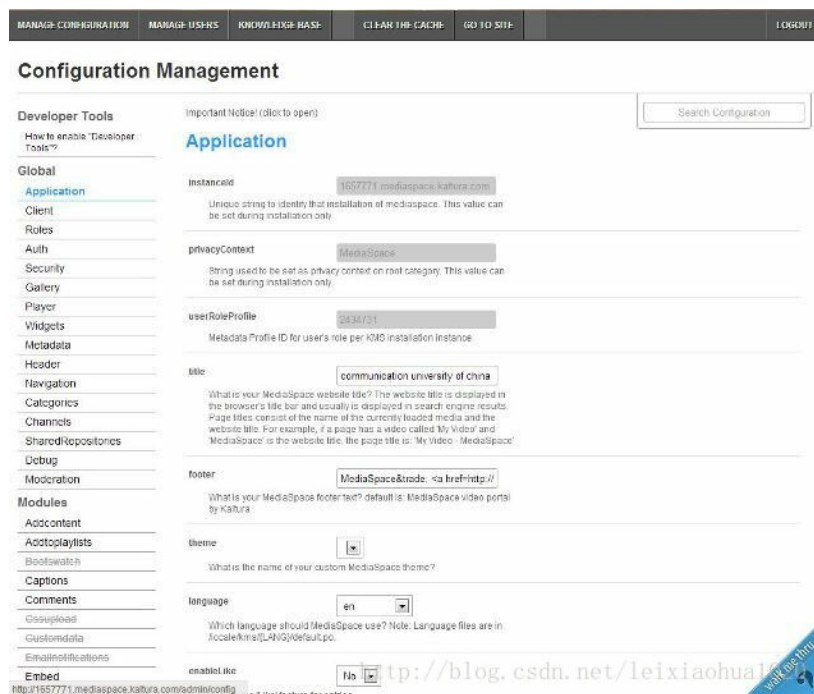 MANAGE CONFIGURATION MANAGE USERS KNOWLEDGE BASE CLEAR THE CACHE GO TO SITE LOGOUT
Configuration Management
Developer Tools
How to enable "Developer
Tools"?
Global
Application
Client
Roles
Auth
Security
Gallery
Player
Widgets
Metadata
Header
Navigation
Categories
Channels
SharedRepositories
Debug
Moderation
Modules
Addcontent
Addtoplaylists
Bootswatch
Captions
Comments
Cssupload
Customdata
Emailnotifications
Embed
http://1657771.mediaspace.kaltura.com/admin/config
Important Notice! (click to open)
Search Configuration
Application
instanceId
1657771.mediaspace.kaltura.com
Unique string to identify that installation of mediaspace. This value can
be set during installation only.
privacyContext
MediaSpace
String used to be set as privacy context on root category. This value can
be set during installation only.
userRoleProfile
2434731
Metadata Profile ID for user's role per KMS installation instance
title
communication university of china
What is your MediaSpace website title? The website title is displayed in
the browser's title bar and usually is displayed in search engine results.
Page titles consist of the name of the currently loaded media and the
website title. For example, if a page has a video called 'My Video' and
'MediaSpace' is the website title, the page title is: 'My Video - MediaSpace'
footer
MediaSpace&trade; <a href=http://
What is your MediaSpace footer text? default is: MediaSpace video portal
by Kaltura
theme
What is the name of your custom MediaSpace theme?
language
en
Which language should MediaSpace use? Note: Language files are in
/locale/kms/[LANG]/default.po.
enableLike
No
feature for entries
http://blog.csdn.net/leixiaohua1020
walk me thru